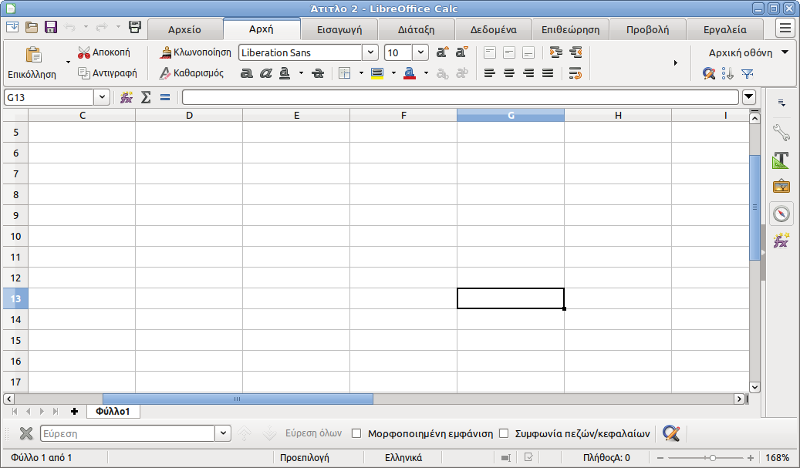 Ατιτλο 2 - LibreOffice Calc
Αρχείο Αρχή Εισαγωγή Διάταξη Δεδομένα Επιθεώρηση Προβολή Εργαλεία
Επικόλληση Αποκοπή Κλωνοποίηση Liberation Sans 10 Αρχική οθόνη
Αντιγραφή Καθαρισμός
G13
C D E F G H I
5
6
7
8
9
10
11
12
13
14
15
16
17
Φύλλο1
Εύρεση Εύρεση όλων Μορφοποιημένη εμφάνιση Συμφωνία πεζών/κεφαλαίων
Φύλλο 1 από 1 Προεπιλογή Ελληνικά ΠλήθοςA: 0 168%